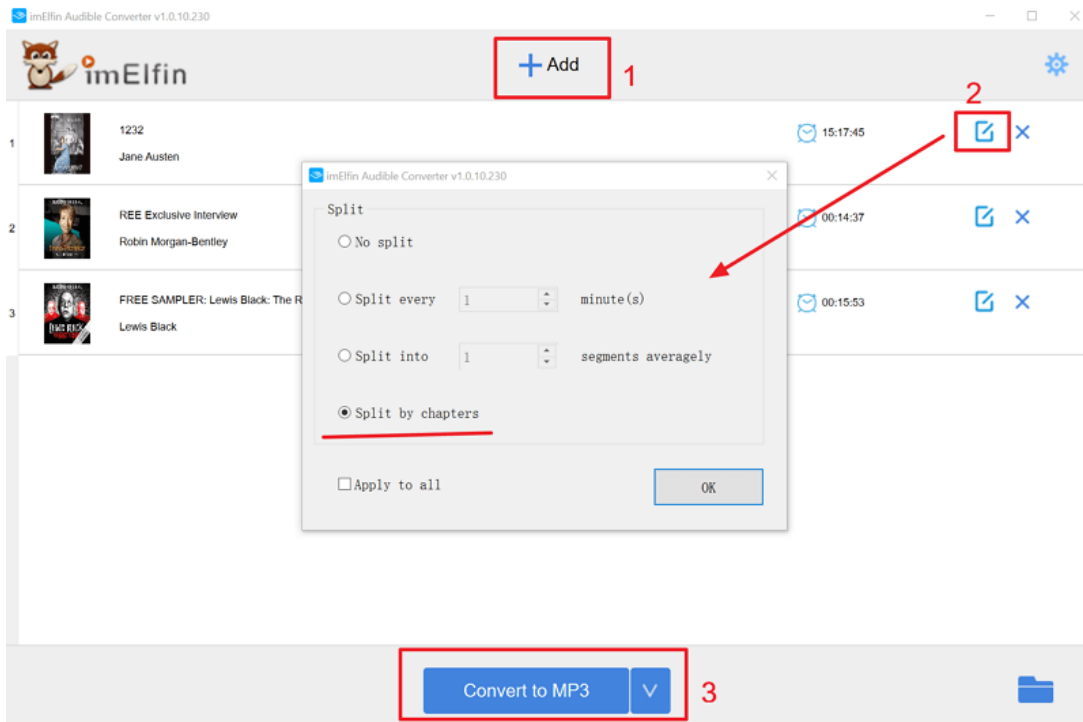 imElfin Audible Converter v1.0.10.230
imElfin
Add
1
2
1
1232
Jane Austen
15:17:45
imElfin Audible Converter v1.0.10.230
Split
No split
2
REE Exclusive Interview
Robin Morgan-Bentley
00:14:37
Split every 1 minute(s)
3
FREE SAMPLER: Lewis Black: The R
Lewis Black
00:15:53
Split into 1 segments averagely
Split by chapters
Apply to all
OK
Convert to MP3
3